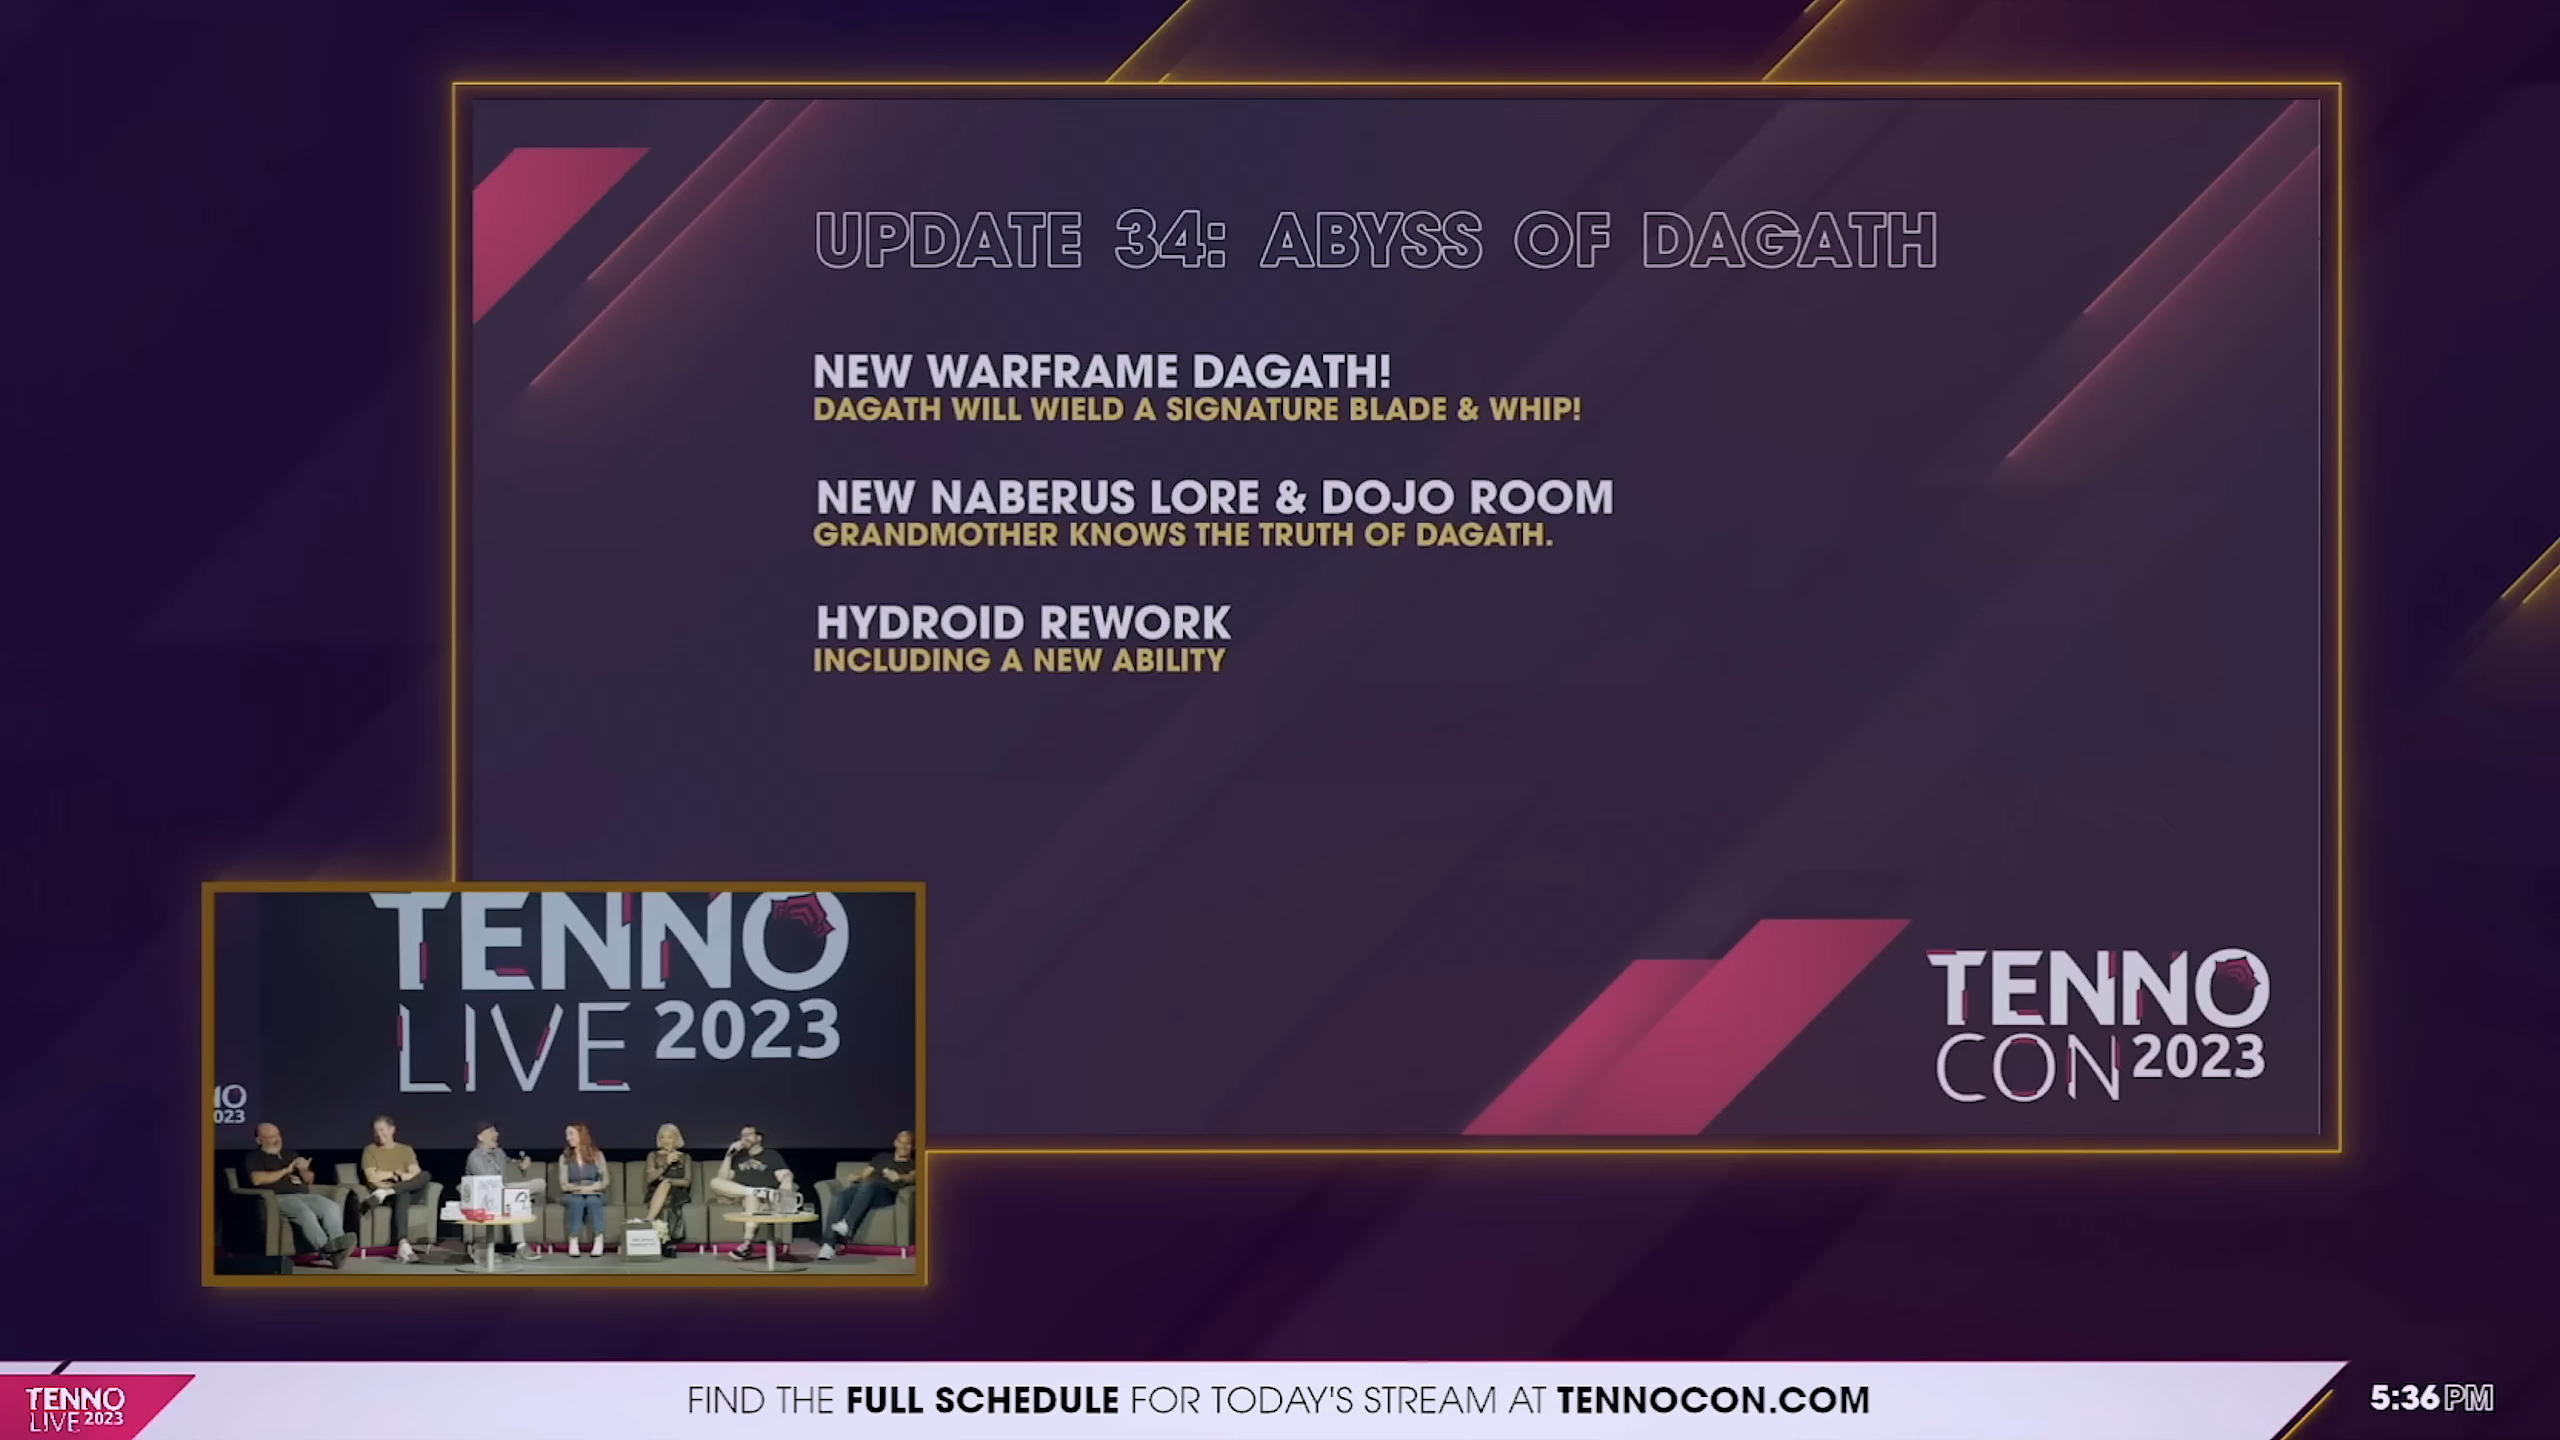 UPDATE 34: ABYSS OF DAGATH
NEW WARFRAME DAGATH!
DAGATH WILL WIELD A SIGNATURE BLADE & WHIP!
NEW NABERUS LORE & DOJO ROOM
GRANDMOTHER KNOWS THE TRUTH OF DAGATH.
HYDROID REWORK
INCLUDING A NEW ABILITY
TENNO
LIVE 2023
NO
023
TENNO
CON 2023
TENNO
LIVE 2023
FIND THE FULL SCHEDULE FOR TODAY'S STREAM AT TENNOCON.COM
5:36 PM